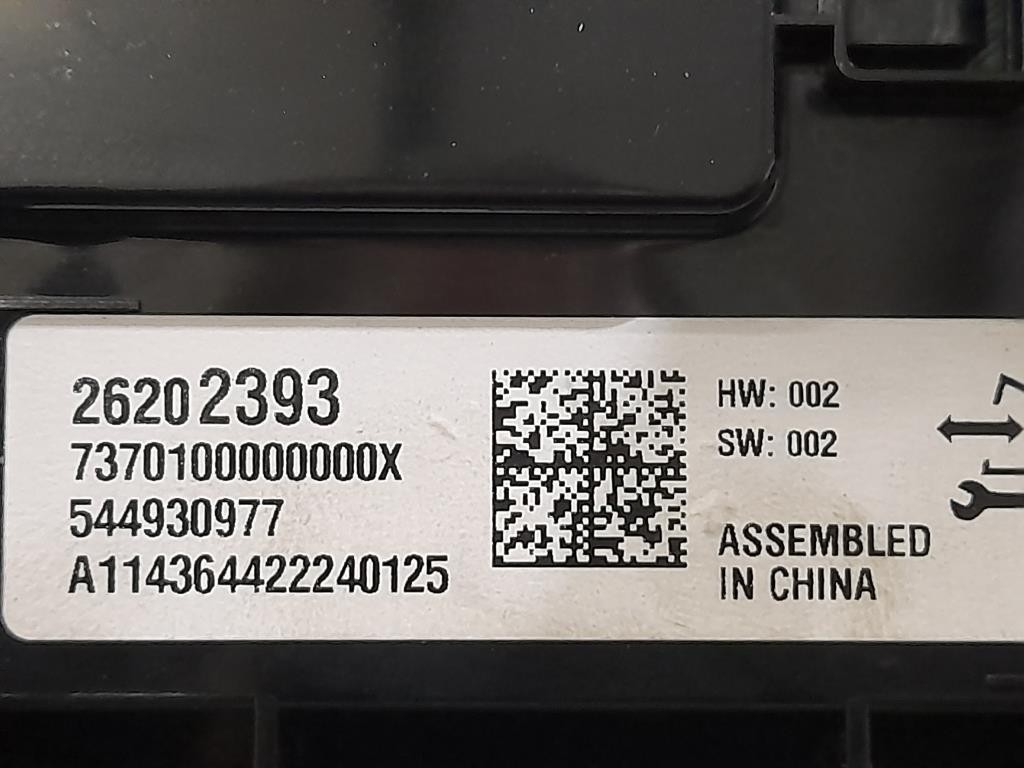 26202393
7370100000000X
544930977
A114364422240125
HW: 002
SW: 002
ASSEMBLED
IN CHINA